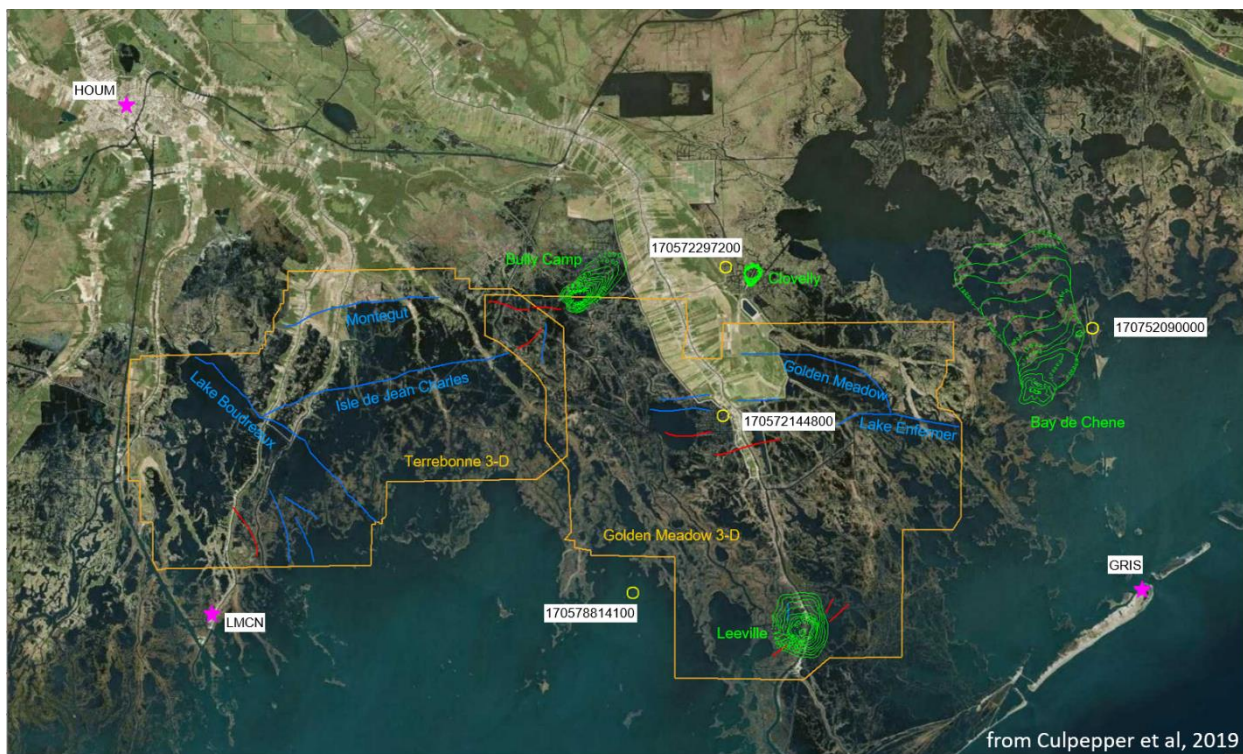 HOUM
Bully Camp
170572297200
Clovelly
Montegut
170752090000
Lake Boudreaux
Isle de Jean Charles
Golden Meadow
Lake Enfermer
Bay de Chene
170572144800
Terrebonne 3-D
Golden Meadow 3-D
170578814100
GRIS
LMCN
Leeville
from Culpepper et al, 2019